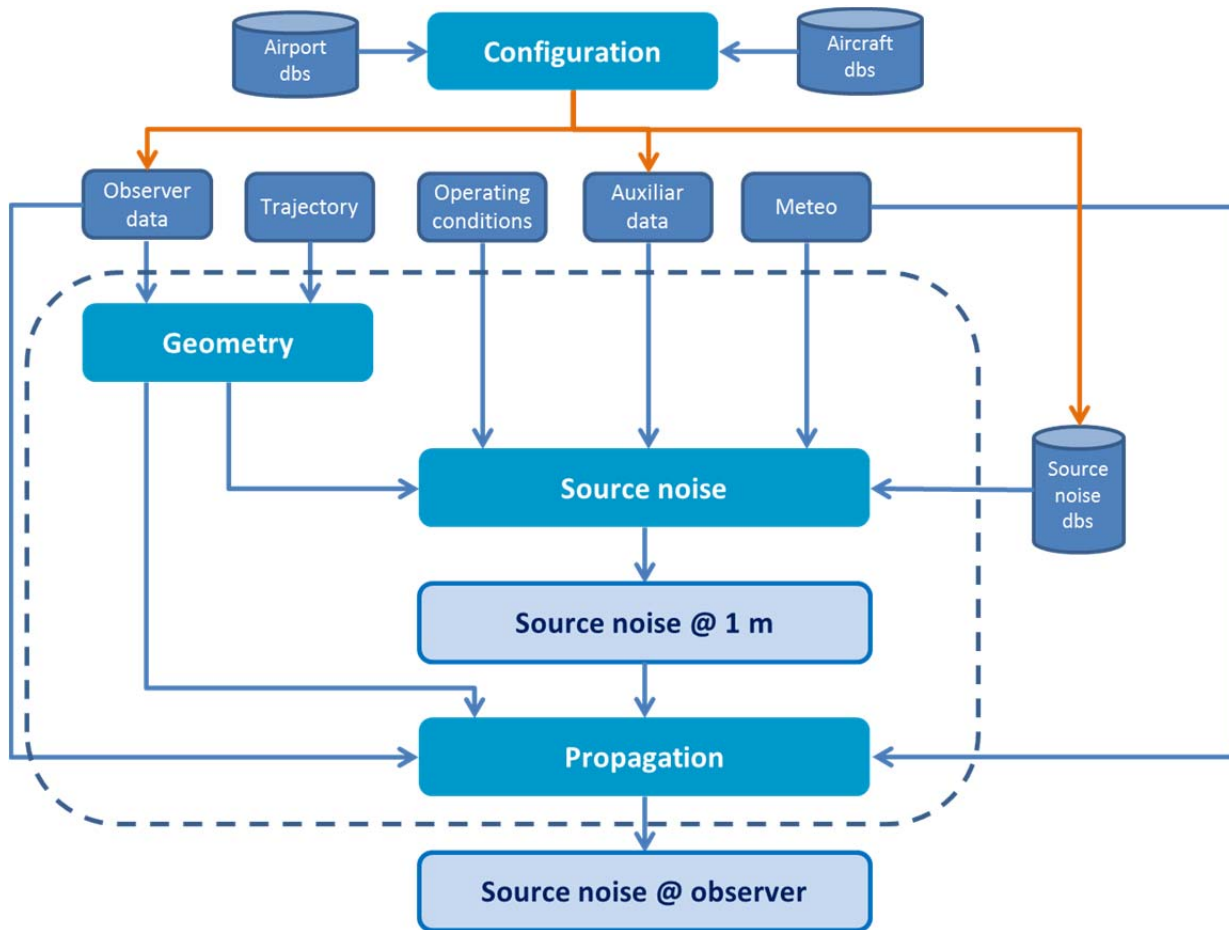 Airport
dbs
Configuration
Aircraft
dbs
Observer
data
Trajectory
Operating
conditions
Auxiliar
data
Meteo
Geometry
Source noise
Source
noise
dbs
Source noise @ 1 m
Propagation
Source noise @ observer